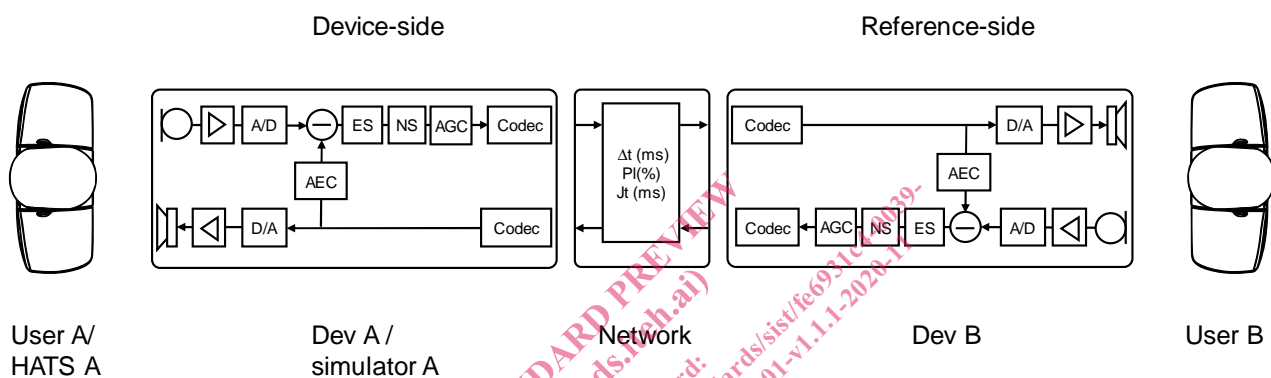 Device-side
Reference-side
A/D
ES
NS
AGC
Codec
AEC
D/A
Codec
Δt (ms)
Pl(%)
Jt (ms)
Codec
D/A
AEC
Codec
AGC
NS
ES
A/D
User A/
HATS A
Dev A /
simulator A
Network
Dev B
User B